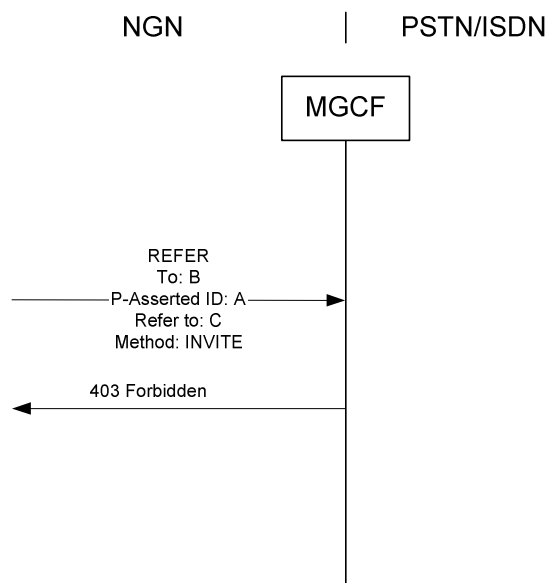 NGN | PSTN/ISDN
MGCF
REFER
To: B
P-Asserted ID: A
Refer to: C
Method: INVITE
403 Forbidden